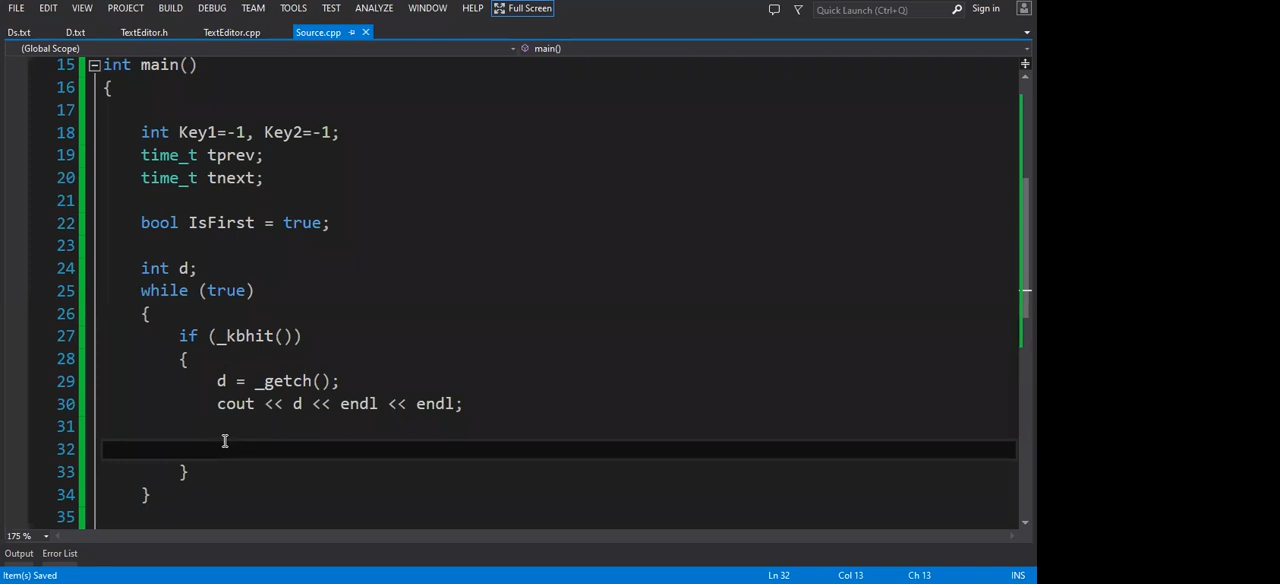 FILE EDIT VIEW PROJECT BUILD DEBUG TEAM TOOLS TEST ANALYZE WINDOW HELP Full Screen Quick Launch (Ctrl+Q) Sign in
Ds.txt D.txt TextEditor.h TextEditor.cpp Source.cpp
(Global Scope) main()
15 int main()
16 {
17
18 int Key1=-1, Key2=-1;
19 time_t tprev;
20 time_t tnext;
21
22 bool IsFirst = true;
23
24 int d;
25 while (true)
26 {
27 if (_kbhit())
28 {
29 d = _getch();
30 cout << d << endl << endl;
31
32
33 }
34 }
35
175 %
Output Error List
Item(s) Saved Ln 32 Col 13 Ch 13 INS